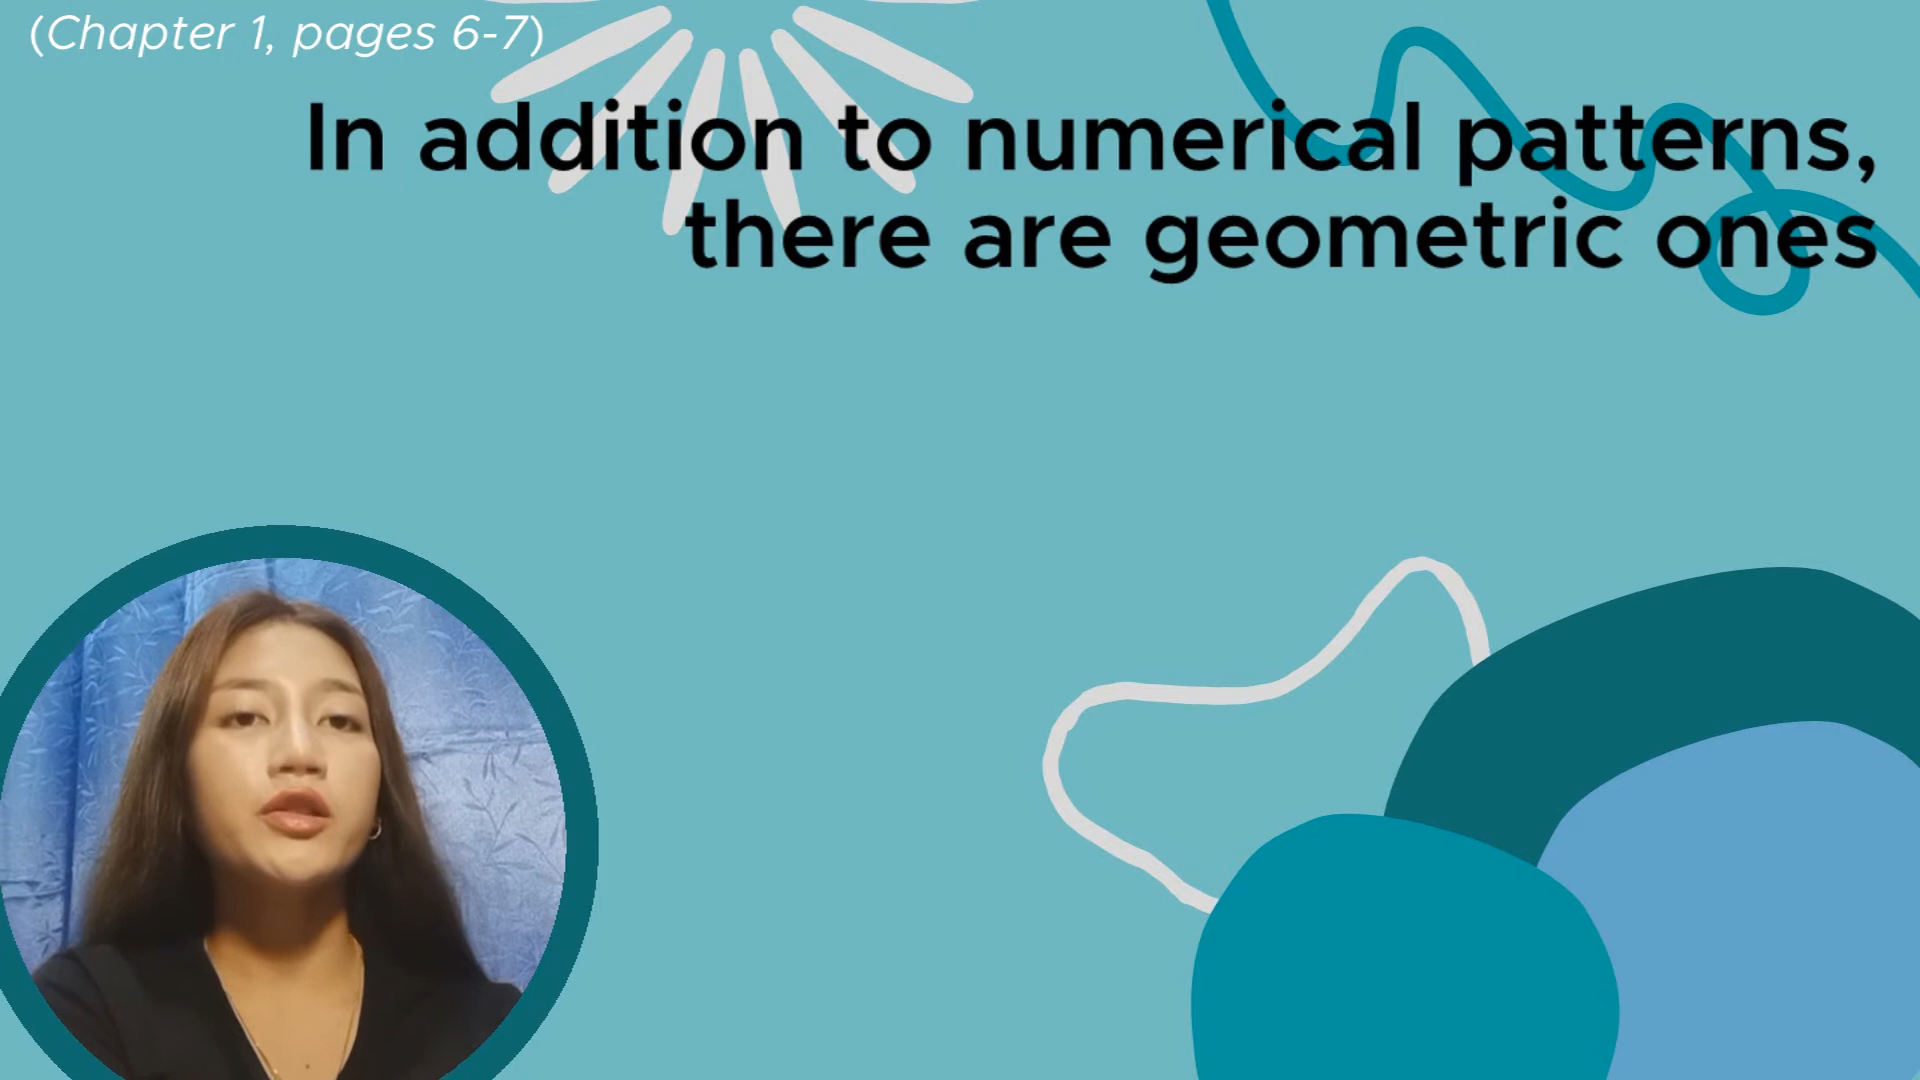 (Chapter 1, pages 6-7)
In addition to numerical patterns,
there are geometric ones